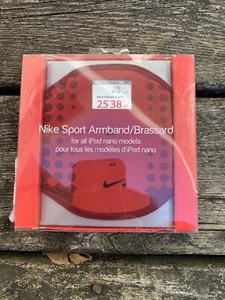 25 38
Nike Sport Armband/Brassard
for all iPod nano models
pour tous les modèles d'iPod nano